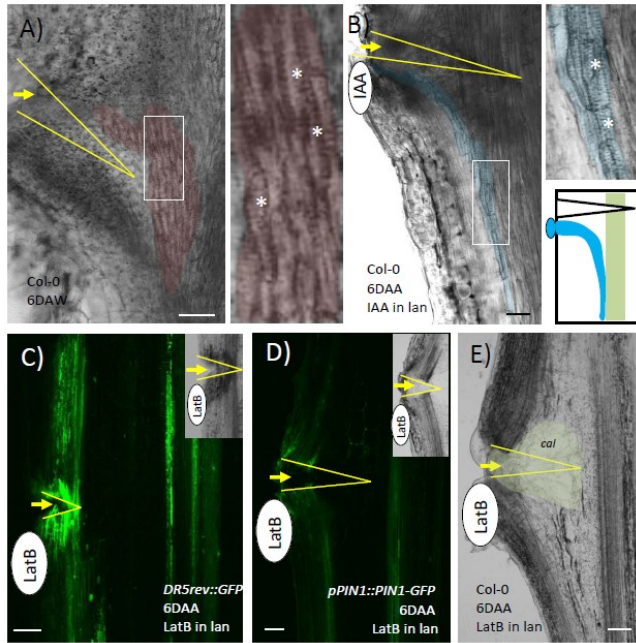 A)
*
*
*
Col-0
6DAW
B)
IAA
Col-0
6DAA
IAA in lan
*
*
C)
LatB
LatB
DR5rev::GFP
6DAA
LatB in lan
D)
LatB
LatB
pPIN1::PIN1-GFP
6DAA
LatB in lan
E)
cal
LatB
Col-0
6DAA
LatB in lan